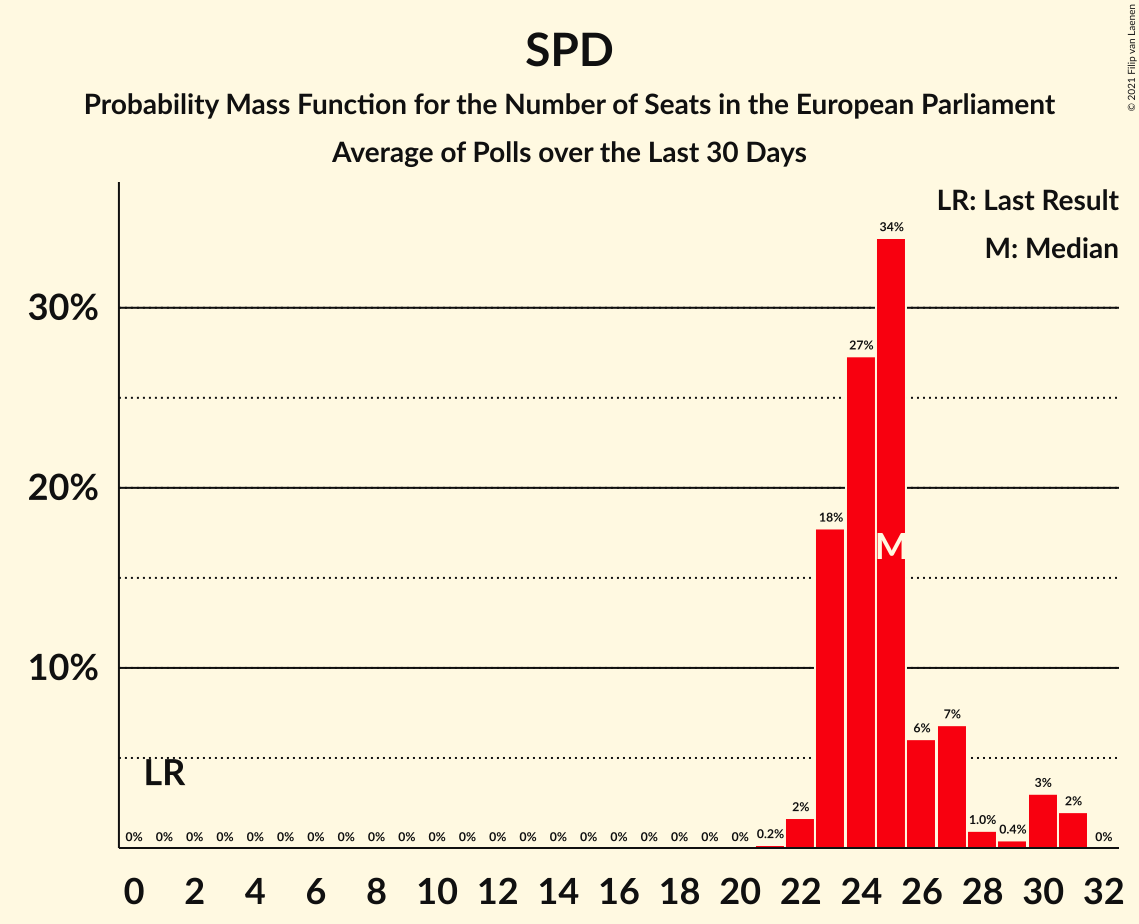 SPD
Probability Mass Function for the Number of Seats in the European Parliament
Average of Polls over the Last 30 Days
© 2021 Filip van Laenen
LR: Last Result
M: Median
30%
20%
10%
34%
27%
18%
M
LR
0% 0% 0% 0% 0% 0% 0% 0% 0% 0% 0% 0% 0% 0% 0% 0% 0% 0% 0% 0% 0% 0.2% 2% 6% 7% 1.0% 0.4% 3% 2% 0%
0 2 4 6 8 10 12 14 16 18 20 22 24 26 28 30 32